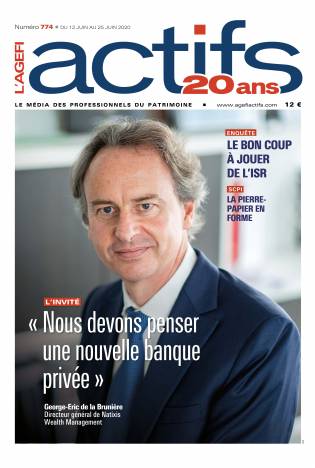 Numéro 774 • DU 12 JUIN AU 25 JUIN 2020
L'AGEFI
actifs
20 ans
LE MÉDIA DES PROFESSIONNELS DU PATRIMOINE • www.agefiactifs.com 12 €
ENQUÊTE
LE BON COUP
À JOUER
DE L'ISR
SCPI
LA PIERRE-
PAPIER EN
FORME
L'INVITÉ
« Nous devons penser
une nouvelle banque
privée »
George-Eric de la Brunière
Directeur général de Natixis
Wealth Management